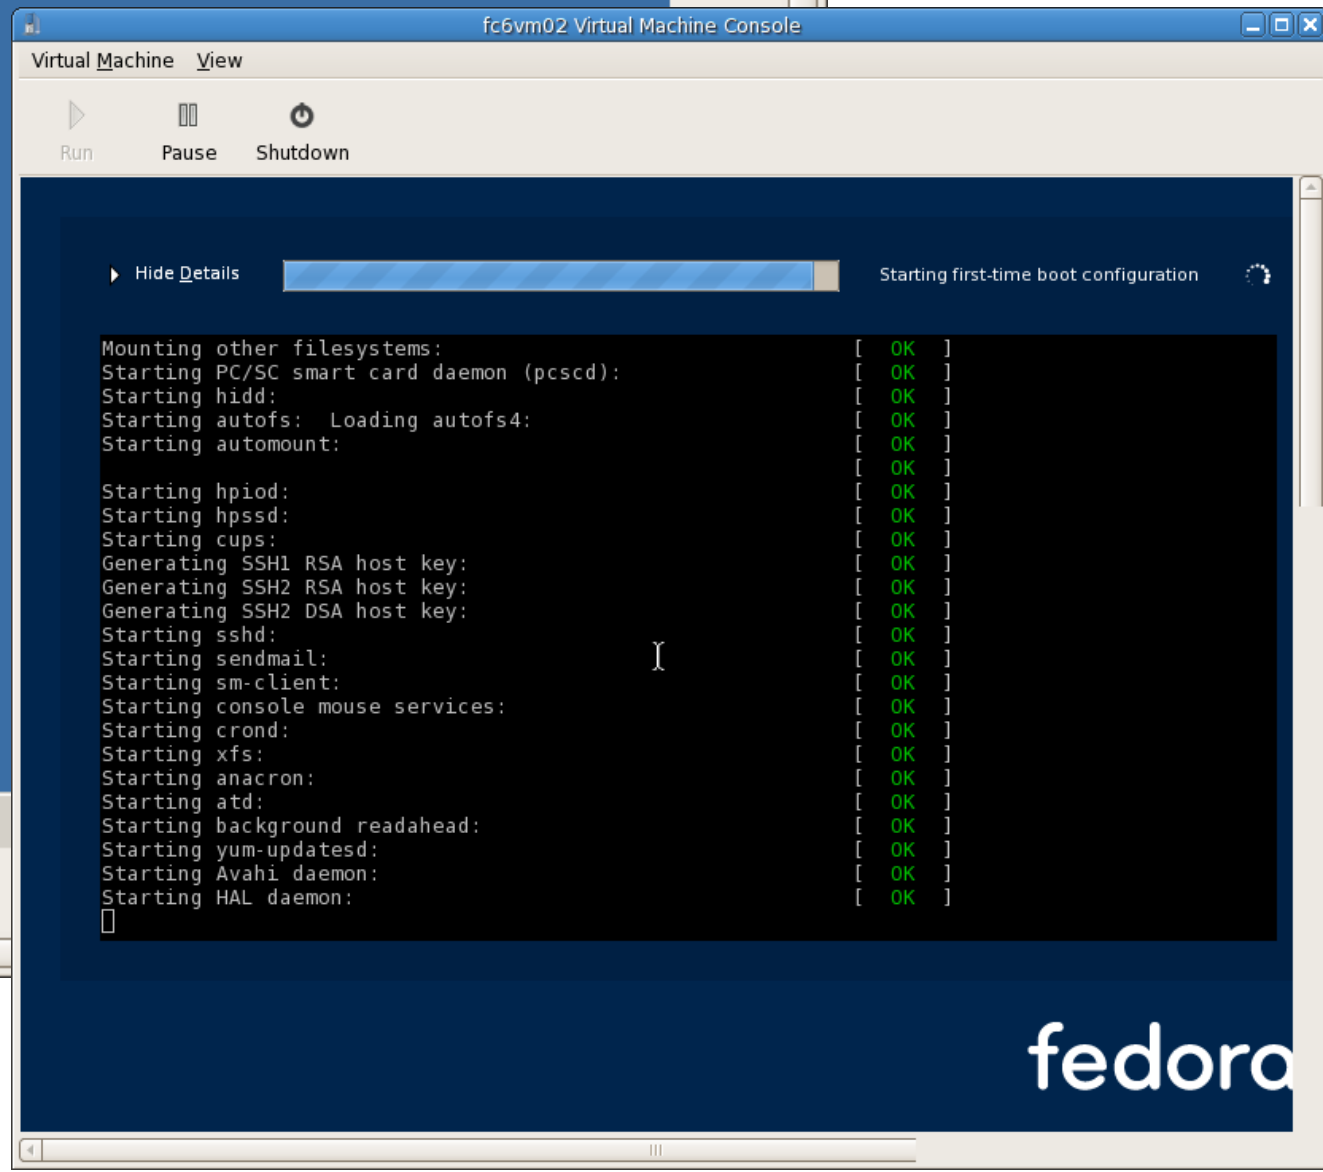 fc6vm02 Virtual Machine Console
Virtual Machine View
Run Pause Shutdown
Hide Details Starting first-time boot configuration
Mounting other filesystems: [ OK ]
Starting PC/SC smart card daemon (pcscd): [ OK ]
Starting hidd: [ OK ]
Starting autofs: Loading autofs4: [ OK ]
Starting automount: [ OK ]
[ OK ]
Starting hpiod: [ OK ]
Starting hpssd: [ OK ]
Starting cups: [ OK ]
Generating SSH1 RSA host key: [ OK ]
Generating SSH2 RSA host key: [ OK ]
Generating SSH2 DSA host key: [ OK ]
Starting sshd: [ OK ]
Starting sendmail: [ OK ]
Starting sm-client: [ OK ]
Starting console mouse services: [ OK ]
Starting crond: [ OK ]
Starting xfs: [ OK ]
Starting anacron: [ OK ]
Starting atd: [ OK ]
Starting background readahead: [ OK ]
Starting yum-updatesd: [ OK ]
Starting Avahi daemon: [ OK ]
Starting HAL daemon: [ OK ]
fedora